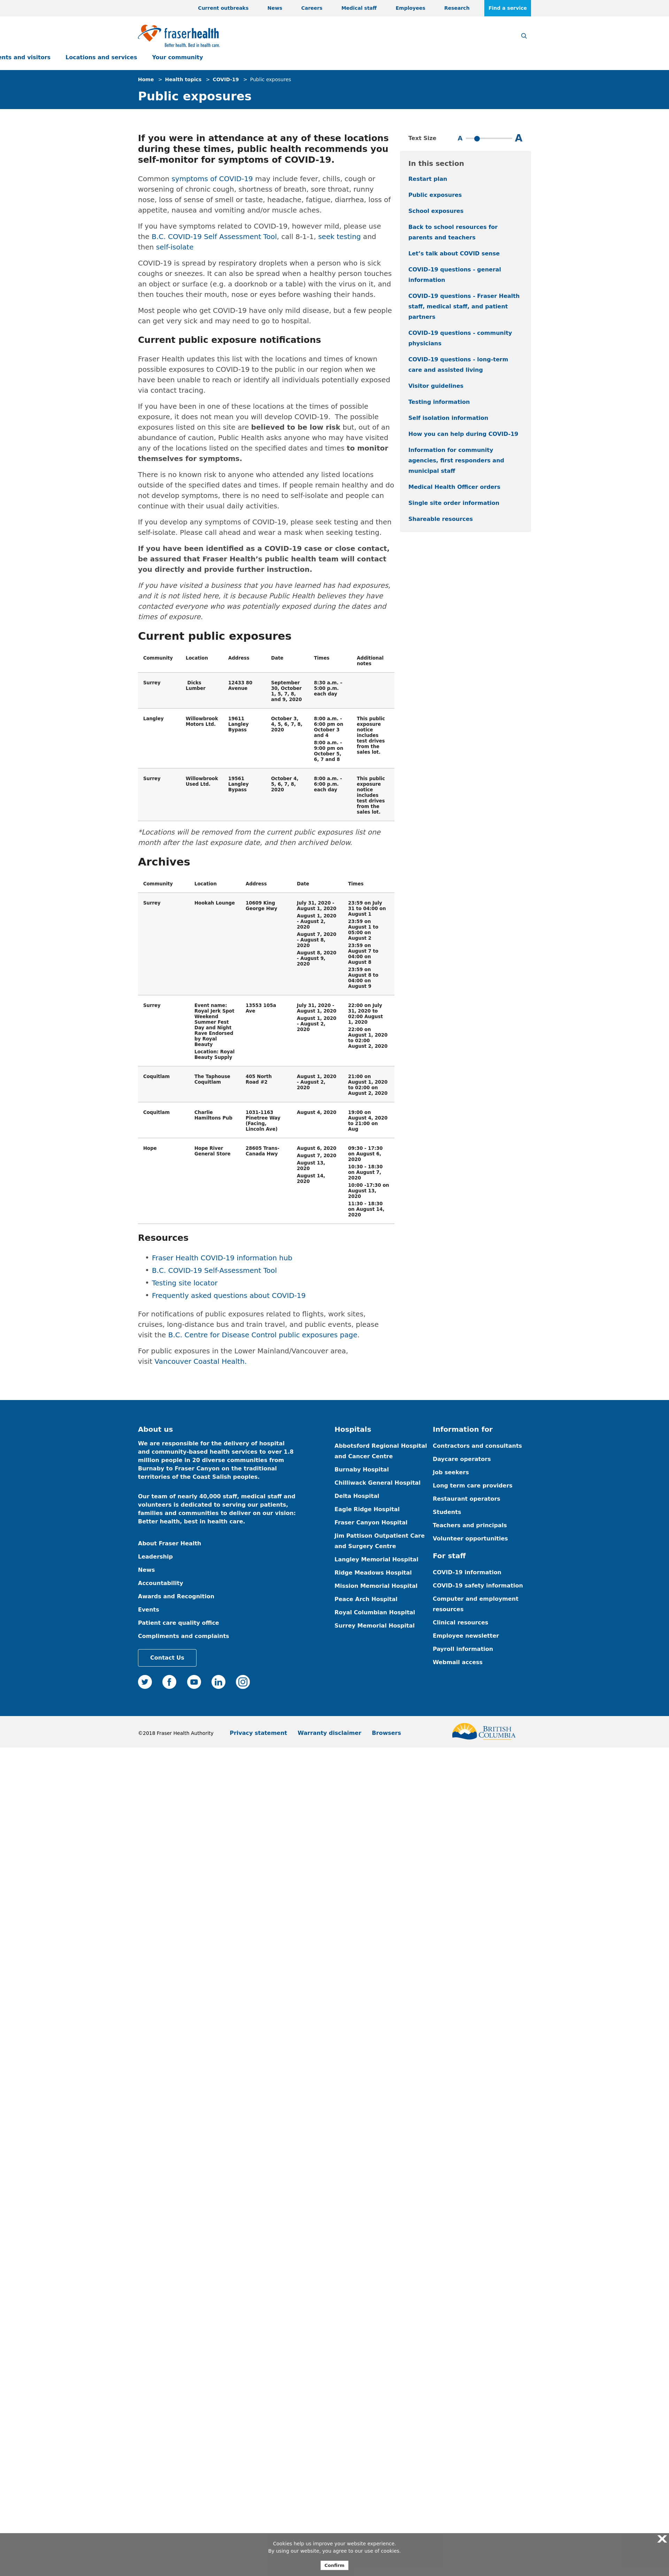 Current outbreaks
News
Careers
Medical staff
Employees
Research
Find a service
fraserhealth
Better health. Best in health care.
ents and visitors
Locations and services
Your community
Home > Health topics > COVID-19 > Public exposures
Public exposures
If you were in attendance at any of these locations
during these times, public health recommends you
self-monitor for symptoms of COVID-19.
Common symptoms of COVID-19 may include fever, chills, cough or
worsening of chronic cough, shortness of breath, sore throat, runny
nose, loss of sense of smell or taste, headache, fatigue, diarrhea, loss of
appetite, nausea and vomiting and/or muscle aches.
If you have symptoms related to COVID-19, however mild, please use
the B.C. COVID-19 Self Assessment Tool, call 8-1-1, seek testing and
then self-isolate
COVID-19 is spread by respiratory droplets when a person who is sick
coughs or sneezes. It can also be spread when a healthy person touches
an object or surface (e.g. a doorknob or a table) with the virus on it, and
then touches their mouth, nose or eyes before washing their hands.
Most people who get COVID-19 have only mild disease, but a few people
can get very sick and may need to go to hospital.
Current public exposure notifications
Fraser Health updates this list with the locations and times of known
possible exposures to COVID-19 to the public in our region when we
have been unable to reach or identify all individuals potentially exposed
via contact tracing.
If you have been in one of these locations at the times of possible
exposure, it does not mean you will develop COVID-19. The possible
exposures listed on this site are believed to be low risk but, out of an
abundance of caution, Public Health asks anyone who may have visited
any of the locations listed on the specified dates and times to monitor
themselves for symptoms.
There is no known risk to anyone who attended any listed locations
outside of the specified dates and times. If people remain healthy and do
not develop symptoms, there is no need to self-isolate and people can
continue with their usual daily activities.
If you develop any symptoms of COVID-19, please seek testing and then
self-isolate. Please call ahead and wear a mask when seeking testing.
If you have been identified as a COVID-19 case or close contact,
be assured that Fraser Health's public health team will contact
you directly and provide further instruction.
If you have visited a business that you have learned has had exposures,
and it is not listed here, it is because Public Health believes they have
contacted everyone who was potentially exposed during the dates and
times of exposure.
Current public exposures
Community Location Address Date Times Additional notes
Surrey Dicks Lumber 12433 80 Avenue September 30, October 1, 5, 7, 8, and 9, 2020 8:30 a.m. – 5:00 p.m. each day
Langley Willowbrook Motors Ltd. 19611 Langley Bypass October 3, 4, 5, 6, 7, 8, 2020 8:00 a.m. – 6:00 pm on October 3 and 4
8:00 a.m. – 9:00 pm on October 5, 6, 7 and 8
This public exposure notice includes test drives from the sales lot.
Surrey Willowbrook Used Ltd. 19561 Langley Bypass October 4, 5, 6, 7, 8, 2020 8:00 a.m. – 6:00 p.m. each day This public exposure notice includes test drives from the sales lot.
*Locations will be removed from the current public exposures list one
month after the last exposure date, and then archived below.
Archives
Community Location Address Date Times
Surrey Hookah Lounge 10609 King George Hwy
July 31, 2020 – August 1, 2020
August 1, 2020 - August 2, 2020
August 7, 2020 - August 8, 2020
August 8, 2020 - August 9, 2020
23:59 on July 31 to 04:00 on August 1
23:59 on August 1 to 05:00 on August 2
23:59 on August 7 to 04:00 on August 8
23:59 on August 8 to 04:00 on August 9
Surrey Event name: Royal Jerk Spot Weekend Summer Fest Day and Night Rave Endorsed by Royal Beauty
Location: Royal Beauty Supply
13553 105a Ave
July 31, 2020 – August 1, 2020
August 1, 2020 - August 2, 2020
22:00 on July 31, 2020 to 02:00 August 1, 2020
22:00 on August 1, 2020 to 02:00 August 2, 2020
Coquitlam The Taphouse Coquitlam 405 North Road #2 August 1, 2020 - August 2, 2020 21:00 on August 1, 2020 to 02:00 on August 2, 2020
Coquitlam Charlie Hamiltons Pub 1031-1163 Pinetree Way (Facing, Lincoln Ave) August 4, 2020 19:00 on August 4, 2020 to 21:00 on Aug
Hope Hope River General Store 28605 Trans-Canada Hwy
August 6, 2020
August 7, 2020
August 13, 2020
August 14, 2020
09:30 - 17:30 on August 6, 2020
10:30 - 18:30 on August 7, 2020
10:00 -17:30 on August 13, 2020
11:30 - 18:30 on August 14, 2020
Resources
• Fraser Health COVID-19 information hub
• B.C. COVID-19 Self-Assessment Tool
• Testing site locator
• Frequently asked questions about COVID-19
For notifications of public exposures related to flights, work sites,
cruises, long-distance bus and train travel, and public events, please
visit the B.C. Centre for Disease Control public exposures page.
For public exposures in the Lower Mainland/Vancouver area,
visit Vancouver Coastal Health.
Text Size A A
In this section
Restart plan
Public exposures
School exposures
Back to school resources for
parents and teachers
Let's talk about COVID sense
COVID-19 questions - general
information
COVID-19 questions - Fraser Health
staff, medical staff, and patient
partners
COVID-19 questions - community
physicians
COVID-19 questions - long-term
care and assisted living
Visitor guidelines
Testing information
Self isolation information
How you can help during COVID-19
Information for community
agencies, first responders and
municipal staff
Medical Health Officer orders
Single site order information
Shareable resources
About us
We are responsible for the delivery of hospital
and community-based health services to over 1.8
million people in 20 diverse communities from
Burnaby to Fraser Canyon on the traditional
territories of the Coast Salish peoples.
Our team of nearly 40,000 staff, medical staff and
volunteers is dedicated to serving our patients,
families and communities to deliver on our vision:
Better health, best in health care.
About Fraser Health
Leadership
News
Accountability
Awards and Recognition
Events
Patient care quality office
Compliments and complaints
Contact Us
Hospitals
Abbotsford Regional Hospital
and Cancer Centre
Burnaby Hospital
Chilliwack General Hospital
Delta Hospital
Eagle Ridge Hospital
Fraser Canyon Hospital
Jim Pattison Outpatient Care
and Surgery Centre
Langley Memorial Hospital
Ridge Meadows Hospital
Mission Memorial Hospital
Peace Arch Hospital
Royal Columbian Hospital
Surrey Memorial Hospital
Information for
Contractors and consultants
Daycare operators
Job seekers
Long term care providers
Restaurant operators
Students
Teachers and principals
Volunteer opportunities
For staff
COVID-19 information
COVID-19 safety information
Computer and employment
resources
Clinical resources
Employee newsletter
Payroll information
Webmail access
©2018 Fraser Health Authority
Privacy statement
Warranty disclaimer
Browsers
BRITISH
COLUMBIA
Cookies help us improve your website experience.
By using our website, you agree to our use of cookies.
Confirm